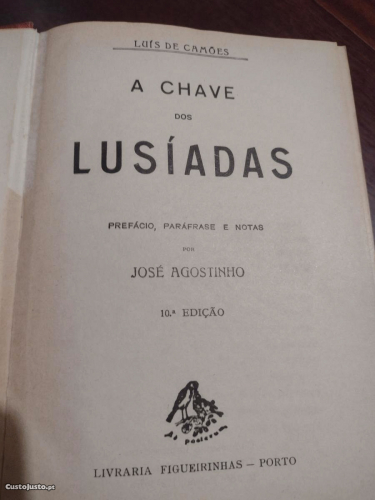 LUÍS DE CAMÕES
A CHAVE
DOS
LUSÍADAS
PREFÁCIO, PARÁFRASE E NOTAS
POR
JOSÉ AGOSTINHO
10.ª EDIÇÃO
LIVRARIA FIGUEIRINHAS — PORTO
CustoJusto.pt